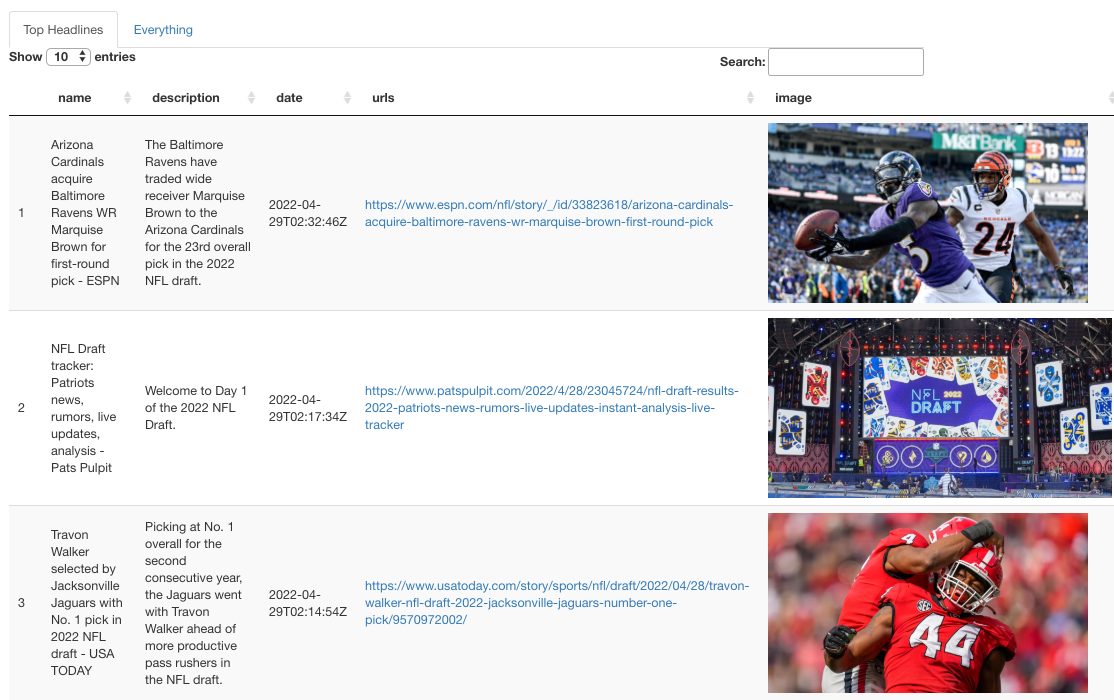 Top Headlines
Everything
Show 10 entries
Search:
name
description
date
urls
image
1
Arizona
Cardinals
acquire
Baltimore
Ravens WR
Marquise
Brown for
first-round
pick - ESPN
The Baltimore
Ravens have
traded wide
receiver Marquise
Brown to the
Arizona Cardinals
for the 23rd overall
pick in the 2022
NFL draft.
2022-04-
29T02:32:46Z
https://www.espn.com/nfl/story/_/id/33823618/arizona-cardinals-
acquire-baltimore-ravens-wr-marquise-brown-first-round-pick
M&T Bank
13
11:22
10
BENGALS
C
24
2
NFL Draft
tracker:
Patriots
news,
rumors, live
updates,
analysis -
Pats Pulpit
Welcome to Day 1
of the 2022 NFL
Draft.
2022-04-
29T02:17:34Z
https://www.patspulpit.com/2022/4/28/23045724/nfl-draft-results-
2022-patriots-news-rumors-live-updates-instant-analysis-live-
tracker
NFL 2022
DRAFT
3
Travon
Walker
selected by
Jacksonville
Jaguars with
No. 1 pick in
2022 NFL
draft - USA
TODAY
Picking at No. 1
overall for the
second
consecutive year,
the Jaguars went
with Travon
Walker ahead of
more productive
pass rushers in
the NFL draft.
2022-04-
29T02:14:54Z
https://www.usatoday.com/story/sports/nfl/draft/2022/04/28/travon-
walker-nfl-draft-2022-jacksonville-jaguars-number-one-
pick/9570972002/
4
SEC
44